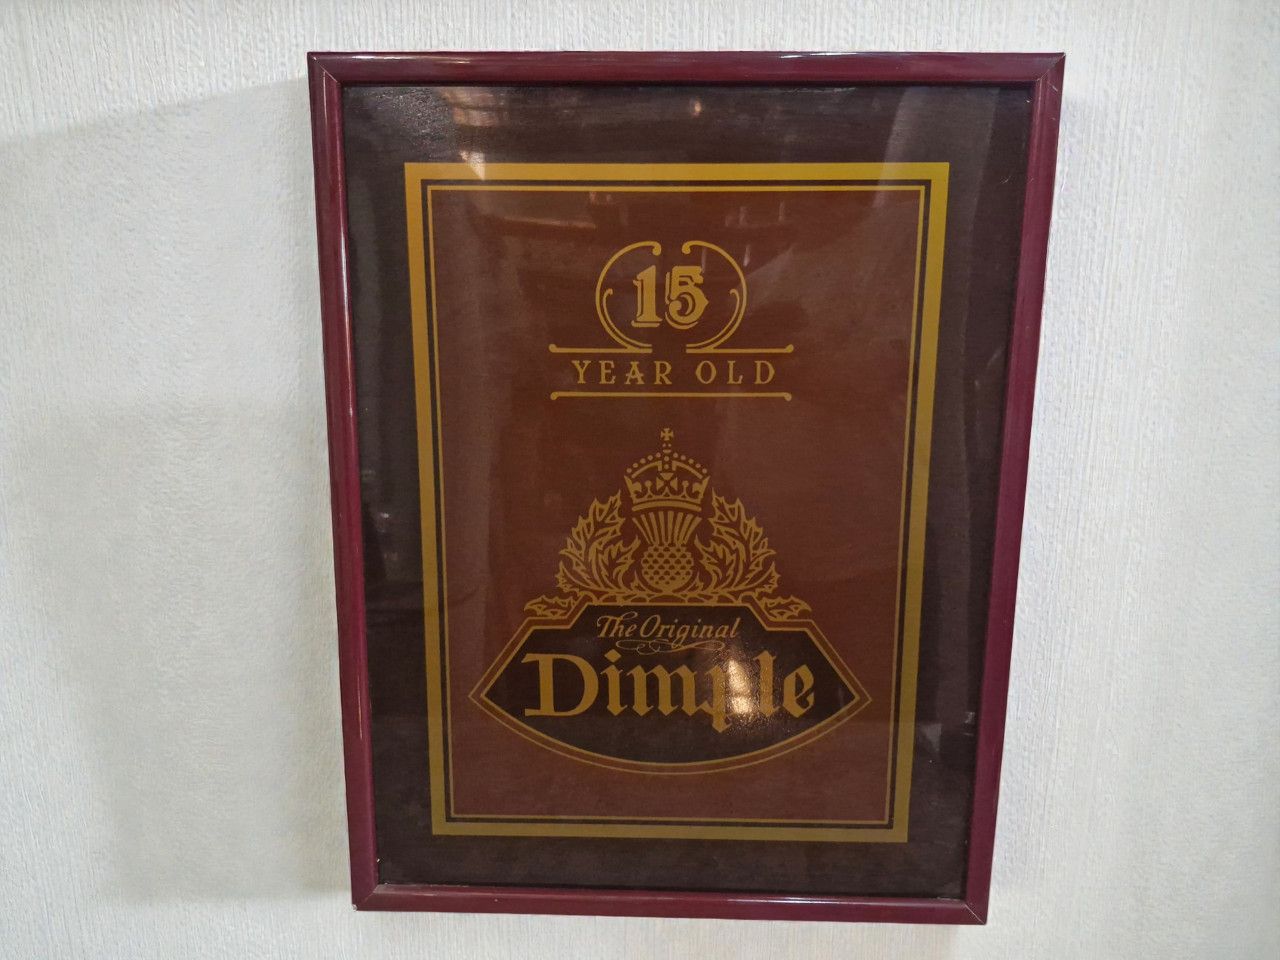 15
YEAR OLD
The Original
Dimple